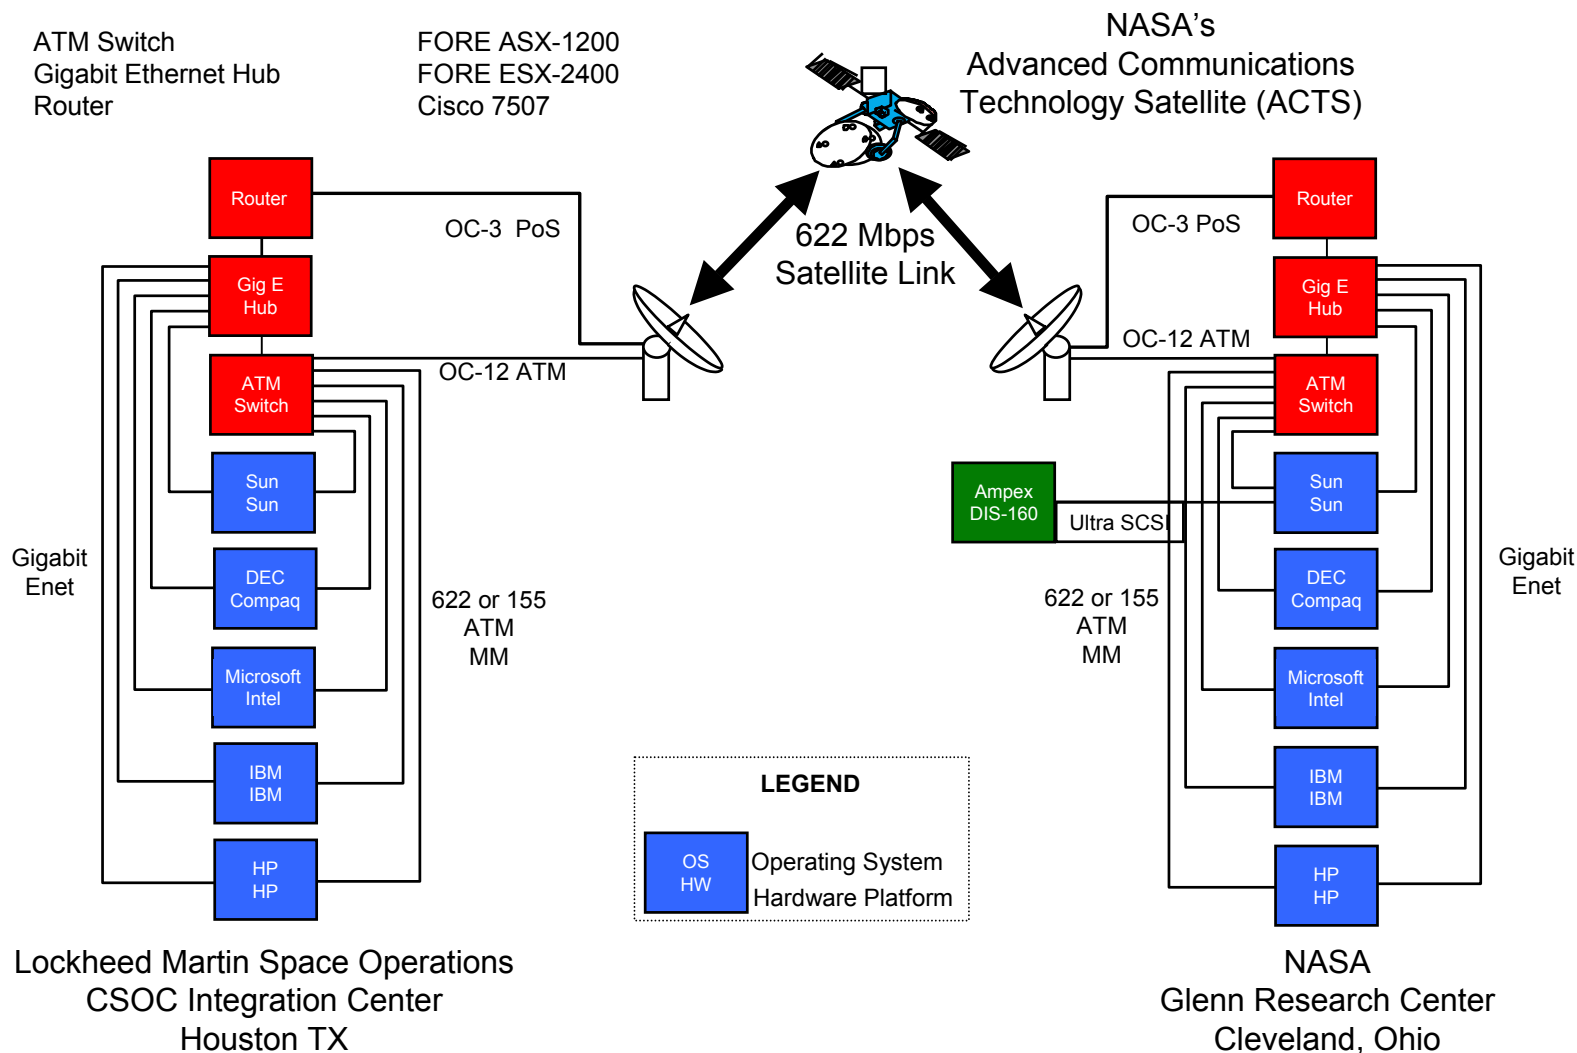 ATM Switch
FORE ASX-1200
Gigabit Ethernet Hub
FORE ESX-2400
Router
Cisco 7507
NASA's
Advanced Communications
Technology Satellite (ACTS)
622 Mbps
Satellite Link
Router
OC-3 PoS
Gig E
Hub
ATM
Switch
OC-12 ATM
Sun
Sun
DEC
Compaq
Microsoft
Intel
IBM
IBM
HP
HP
Gigabit
Enet
622 or 155
ATM
MM
Lockheed Martin Space Operations
CSOC Integration Center
Houston TX
LEGEND
OS
HW
Operating System
Hardware Platform
OC-3 PoS
Router
Gig E
Hub
OC-12 ATM
ATM
Switch
Ampex
DIS-160
Ultra SCSI
Sun
Sun
DEC
Compaq
Microsoft
Intel
IBM
IBM
HP
HP
622 or 155
ATM
MM
Gigabit
Enet
NASA
Glenn Research Center
Cleveland, Ohio